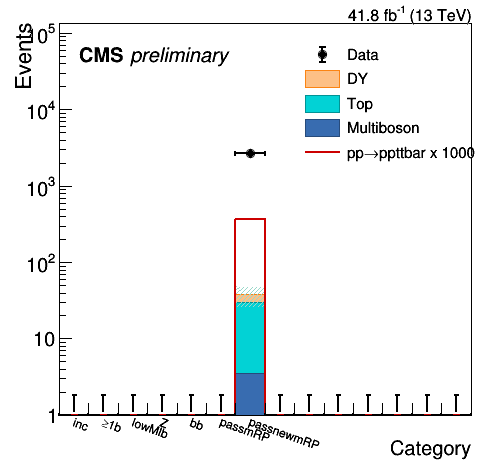 41.8 fb⁻¹ (13 TeV)
Events
CMS preliminary
Data
DY
Top
Multiboson
pp→ppttbar x 1000
10⁵
10⁴
10³
10²
10
1
inc
≥1b
lowMlb
Z
bb
passmRP
passnewmRP
Category